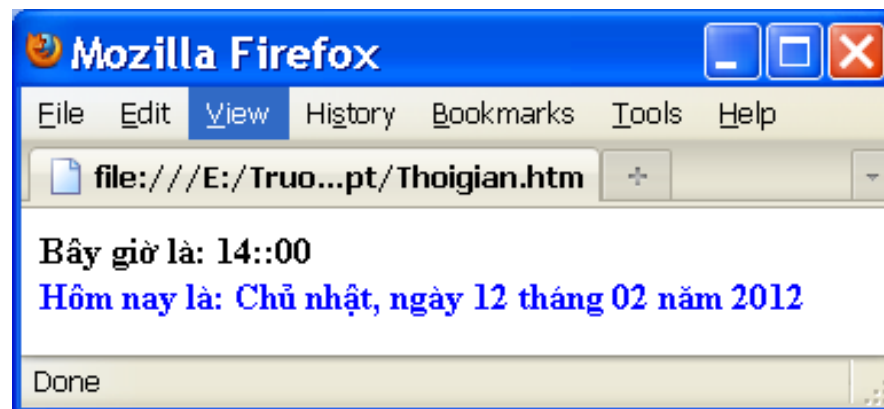 Mozilla Firefox
File Edit View History Bookmarks Tools Help
file:///E:/Truo...pt/Thoigian.htm
Bây giờ là: 14::00
Hôm nay là: Chủ nhật, ngày 12 tháng 02 năm 2012
Done